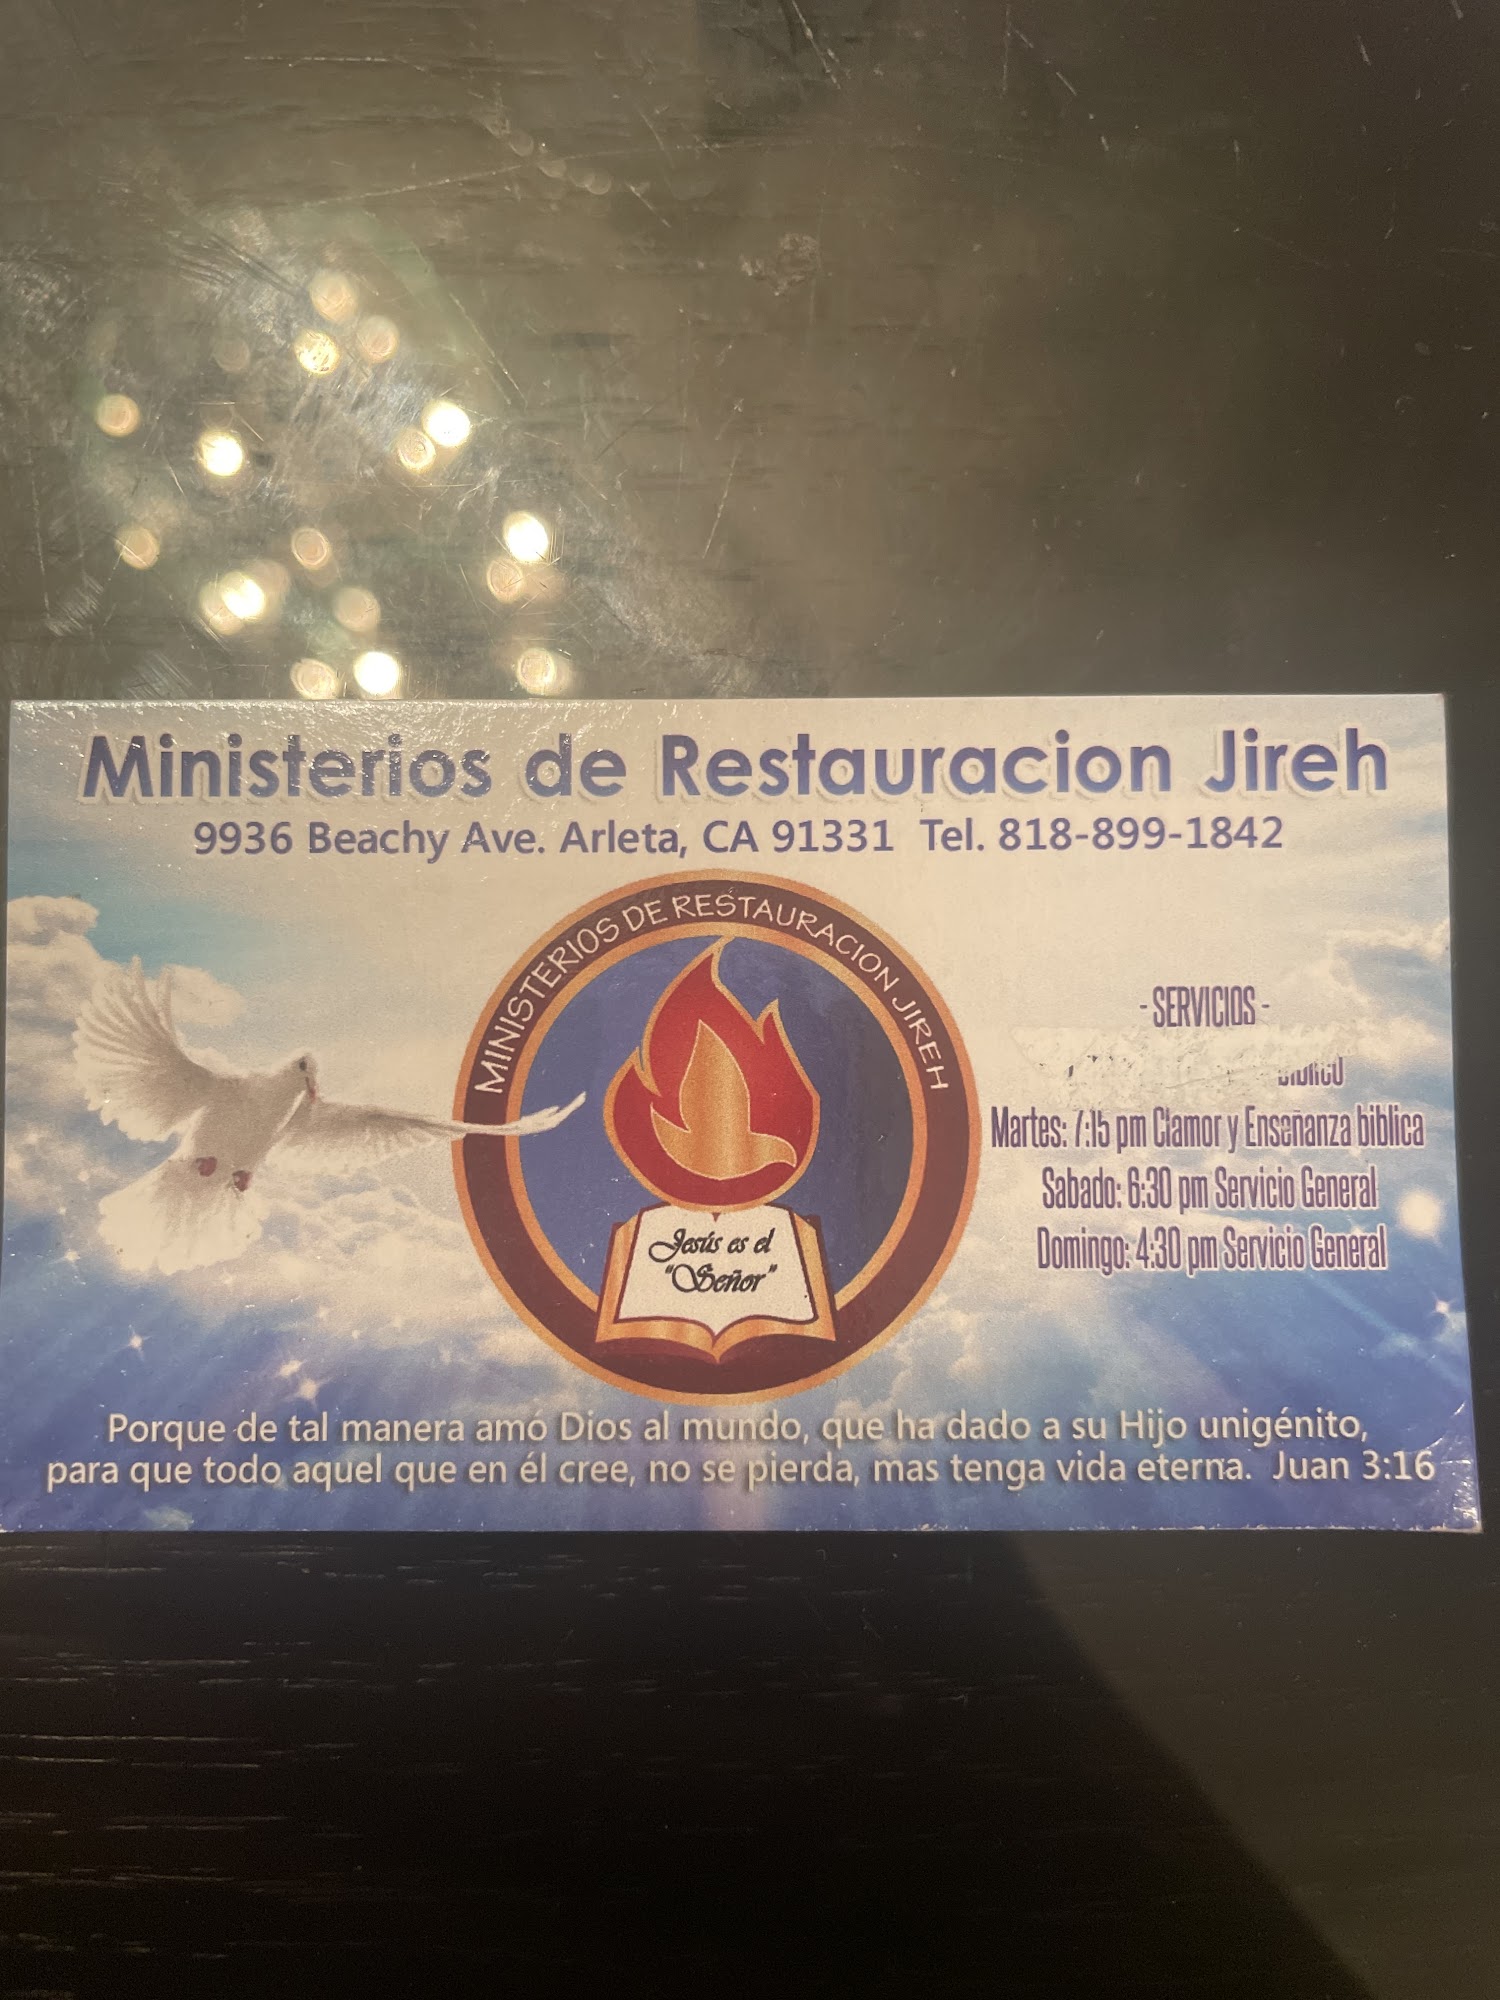 Ministerios de Restauracion Jireh
9936 Beachy Ave. Arleta, CA 91331 Tel. 818-899-1842
MINISTERIOS DE RESTAURACION JIREH
Jesús es el
"Señor"
- SERVICIOS -
Martes: 7:15 pm Clamor y Enseñanza biblica
Sabado: 6:30 pm Servicio General
Domingo: 4:30 pm Servicio General
Porque de tal manera amó Dios al mundo, que ha dado a su Hijo unigénito,
para que todo aquel que en él cree, no se pierda, mas tenga vida eterna. Juan 3:16